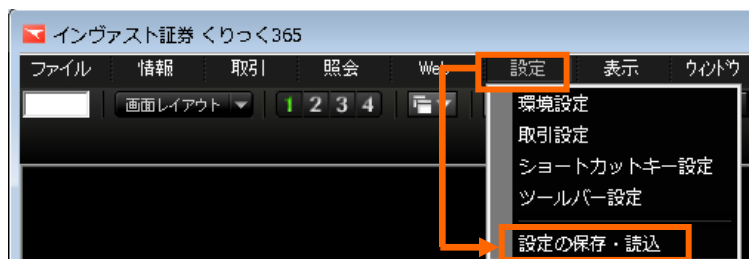 インヴァスト証券 くりっく365
ファイル 情報 取引 照会 Web 設定 表示 ウィンドウ
画面レイアウト 1 2 3 4
環境設定
取引設定
ショートカットキー設定
ツールバー設定
設定の保存・読込